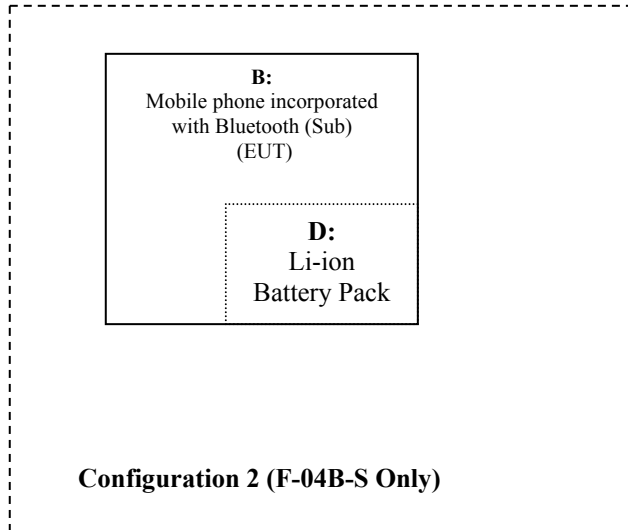 B:
Mobile phone incorporated
with Bluetooth (Sub)
(EUT)
D:
Li-ion
Battery Pack
Configuration 2 (F-04B-S Only)